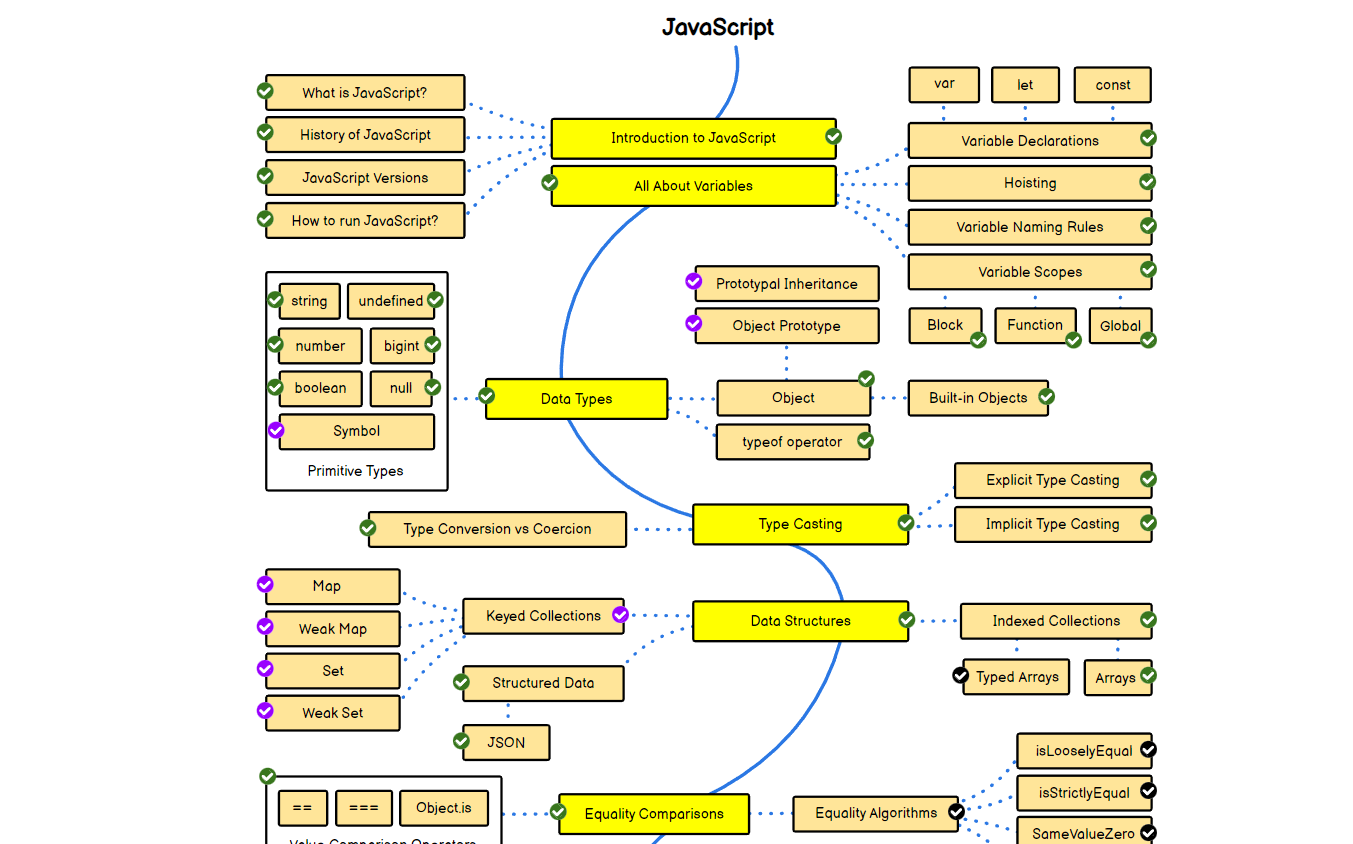 JavaScript
What is JavaScript?
History of JavaScript
JavaScript Versions
How to run JavaScript?
Introduction to JavaScript
All About Variables
var
let
const
Variable Declarations
Hoisting
Variable Naming Rules
Variable Scopes
Block
Function
Global
string
undefined
number
bigint
boolean
null
Symbol
Primitive Types
Data Types
Prototypal Inheritance
Object Prototype
Object
typeof operator
Built-in Objects
Type Conversion vs Coercion
Type Casting
Explicit Type Casting
Implicit Type Casting
Map
Weak Map
Set
Weak Set
Keyed Collections
Structured Data
JSON
Data Structures
Indexed Collections
Typed Arrays
Arrays
==
===
Object.is
Value Comparison Operators
Equality Comparisons
Equality Algorithms
isLooselyEqual
isStrictlyEqual
SameValueZero